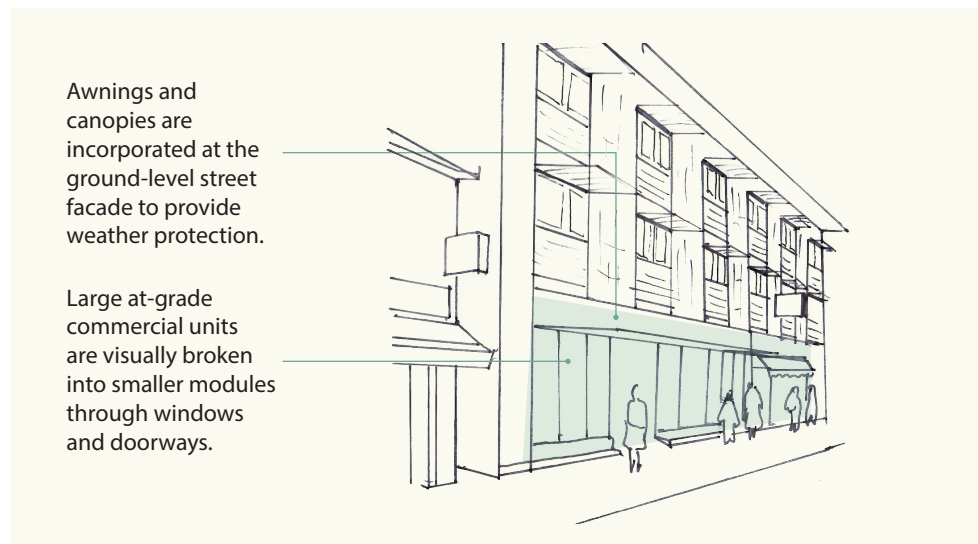 Awnings and
canopies are
incorporated at the
ground-level street
facade to provide
weather protection.
Large at-grade
commercial units
are visually broken
into smaller modules
through windows
and doorways.